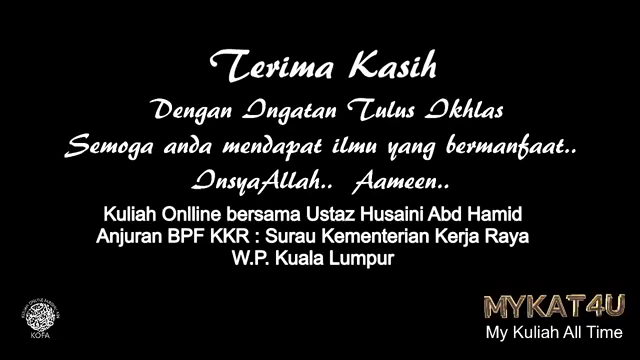 Terima Kasih
Dengan Ingatan Tulus Ikhlas
Semoga anda mendapat ilmu yang bermanfaat..
InsyaAllah.. Aameen..
Kuliah Onlline bersama Ustaz Husaini Abd Hamid
Anjuran BPF KKR : Surau Kementerian Kerja Raya
W.P. Kuala Lumpur
MYKAT4U
My Kuliah All Time
KOFA